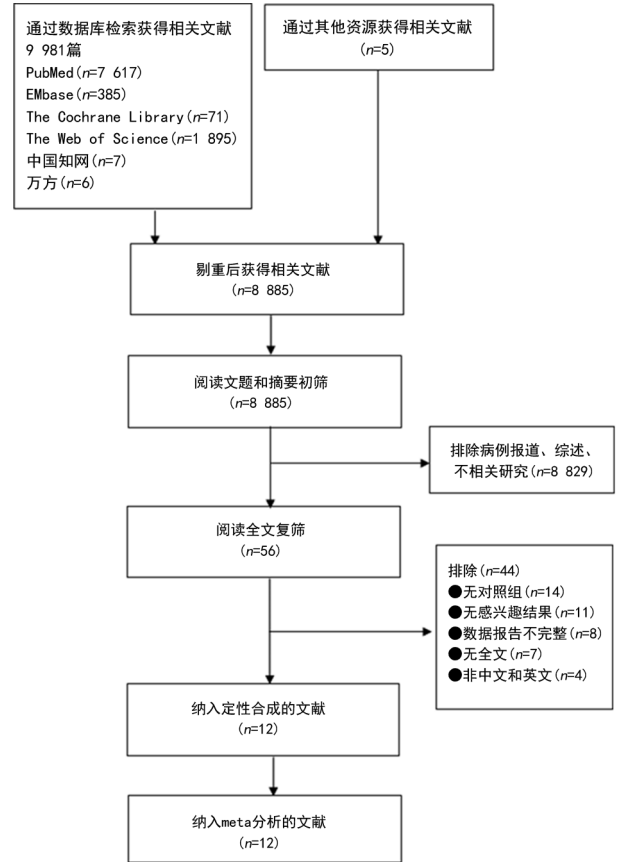 通过数据库检索获得相关文献
9 981篇
PubMed(n=7 617)
EMbase(n=385)
The Cochrane Library(n=71)
The Web of Science(n=1 895)
中国知网(n=7)
万方(n=6)
通过其他资源获得相关文献
(n=5)
剔重后获得相关文献
(n=8 885)
阅读文题和摘要初筛
(n=8 885)
排除病例报道、综述、
不相关研究(n=8 829)
阅读全文复筛
(n=56)
排除(n=44)
●无对照组(n=14)
●无感兴趣结果(n=11)
●数据报告不完整(n=8)
●无全文(n=7)
●非中文和英文(n=4)
纳入定性合成的文献
(n=12)
纳入meta分析的文献
(n=12)